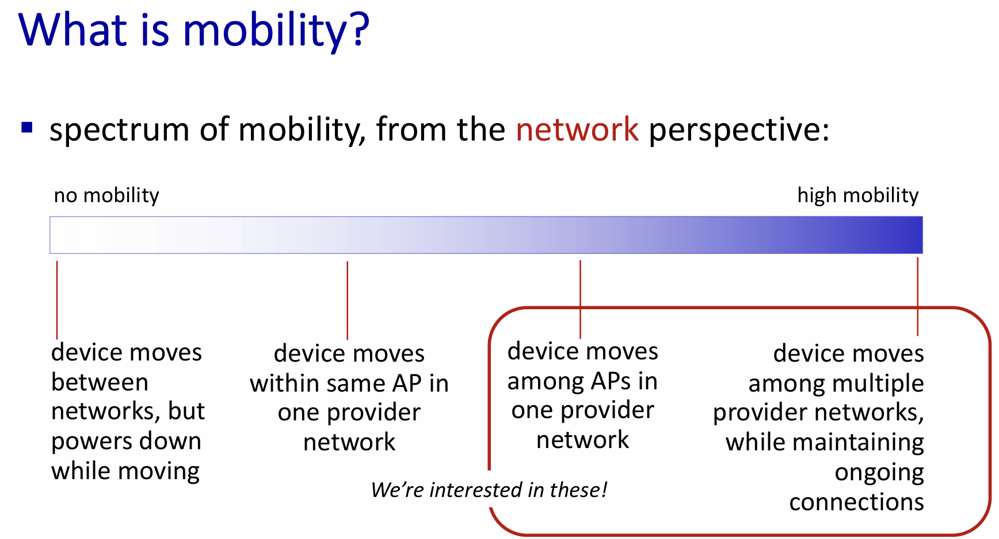 What is mobility?
▪ spectrum of mobility, from the network perspective:
no mobility
high mobility
device moves
between
networks, but
powers down
while moving
device moves
within same AP in
one provider
network
device moves
among APs in
one provider
network
device moves
among multiple
provider networks,
while maintaining
ongoing
connections
We’re interested in these!